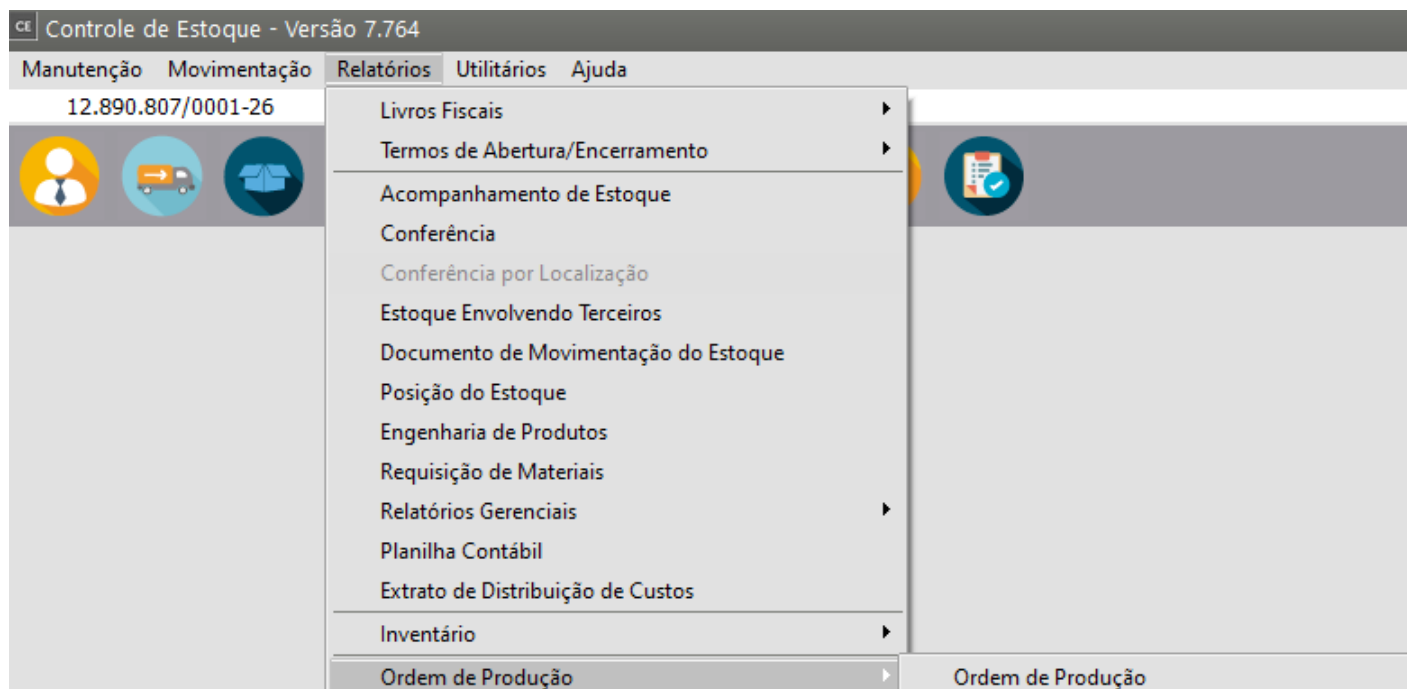 CE Controle de Estoque - Versão 7.764
Manutenção Movimentação Relatórios Utilitários Ajuda
12.890.807/0001-26
Livros Fiscais
Termos de Abertura/Encerramento
Acompanhamento de Estoque
Conferência
Conferência por Localização
Estoque Envolvendo Terceiros
Documento de Movimentação do Estoque
Posição do Estoque
Engenharia de Produtos
Requisição de Materiais
Relatórios Gerenciais
Planilha Contábil
Extrato de Distribuição de Custos
Inventário
Ordem de Produção Ordem de Produção